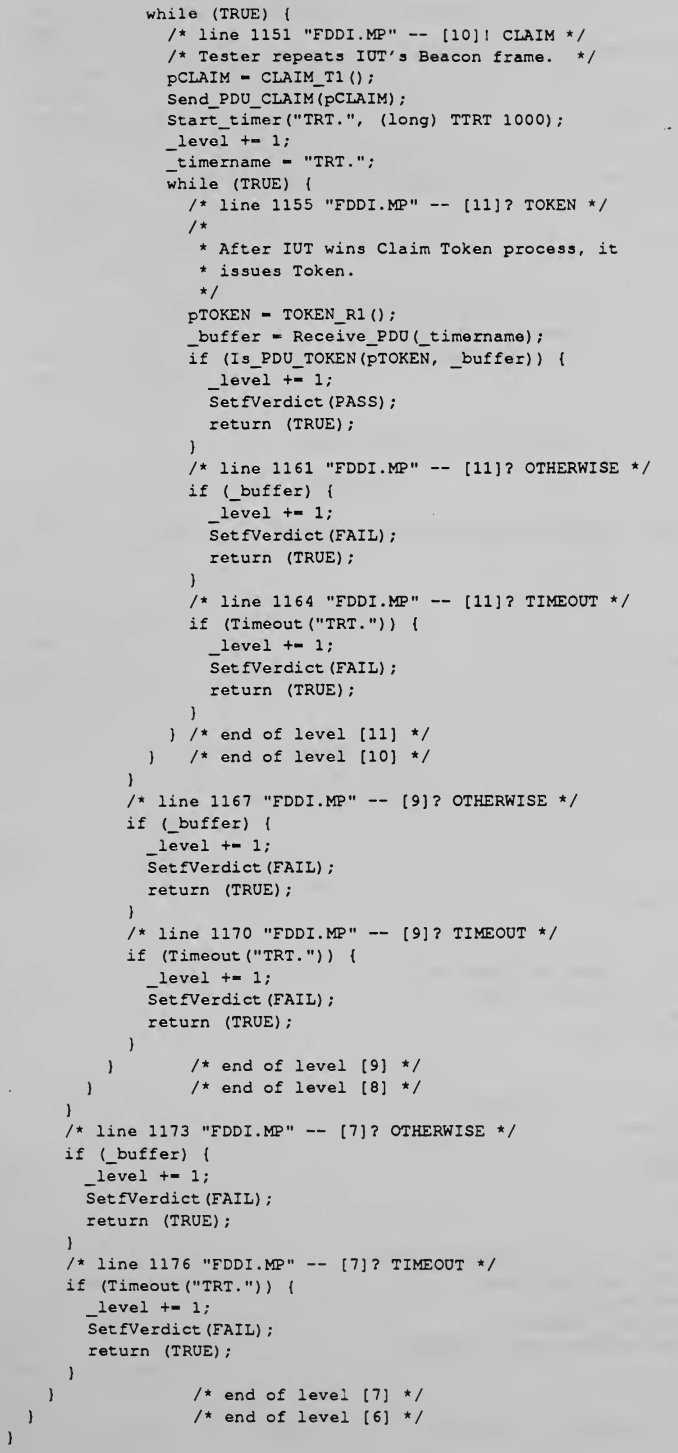 while (TRUE) {
/* line 1151 "FDDI.MP" -- [10]! CLAIM */
/* Tester repeats IUT's Beacon frame. */
pCLAIM = CLAIM_T1();
Send_PDU_CLAIM(pCLAIM);
Start_timer("TRT.", (long) TTRT 1000);
_level += 1;
_timername = "TRT.";
while (TRUE) {
/* line 1155 "FDDI.MP" -- [11]? TOKEN */
/*
* After IUT wins Claim Token process, it
* issues Token.
*/
pTOKEN = TOKEN_R1();
_buffer = Receive_PDU(_timername);
if (Is_PDU_TOKEN(pTOKEN, _buffer)) {
_level += 1;
SetfVerdict(PASS);
return (TRUE);
}
/* line 1161 "FDDI.MP" -- [11]? OTHERWISE */
if (_buffer) {
_level += 1;
SetfVerdict(FAIL);
return (TRUE);
}
/* line 1164 "FDDI.MP" -- [11]? TIMEOUT */
if (Timeout("TRT.")) {
_level += 1;
SetfVerdict(FAIL);
return (TRUE);
}
} /* end of level [11] */
} /* end of level [10] */
}
/* line 1167 "FDDI.MP" -- [9]? OTHERWISE */
if (_buffer) {
_level += 1;
SetfVerdict(FAIL);
return (TRUE);
}
/* line 1170 "FDDI.MP" -- [9]? TIMEOUT */
if (Timeout("TRT.")) {
_level += 1;
SetfVerdict(FAIL);
return (TRUE);
}
} /* end of level [9] */
} /* end of level [8] */
}
/* line 1173 "FDDI.MP" -- [7]? OTHERWISE */
if (_buffer) {
_level += 1;
SetfVerdict(FAIL);
return (TRUE);
}
/* line 1176 "FDDI.MP" -- [7]? TIMEOUT */
if (Timeout("TRT.")) {
_level += 1;
SetfVerdict(FAIL);
return (TRUE);
}
} /* end of level [7] */
} /* end of level [6] */
}